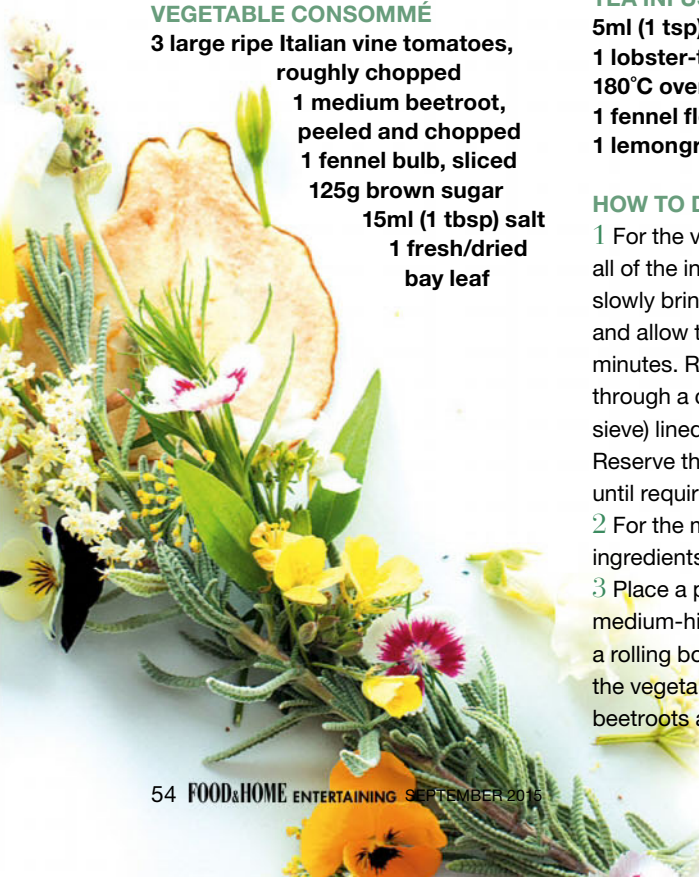 VEGETABLE CONSOMMÉ
3 large ripe Italian vine tomatoes,
roughly chopped
1 medium beetroot,
peeled and chopped
1 fennel bulb, sliced
125g brown sugar
15ml (1 tbsp) salt
1 fresh/dried
bay leaf
5ml (1 tsp)
1 lobster-
180˚C ove
1 fennel fl
1 lemongr
HOW TO D
1 For the v
all of the in
slowly brin
and allow t
minutes. R
through a
sieve) lined
Reserve th
until requir
2 For the
ingredients
3 Place a p
medium-hi
a rolling bo
the vegeta
beetroots a
54 FOOD&HOME ENTERTAINING SEPTEMBER 2015